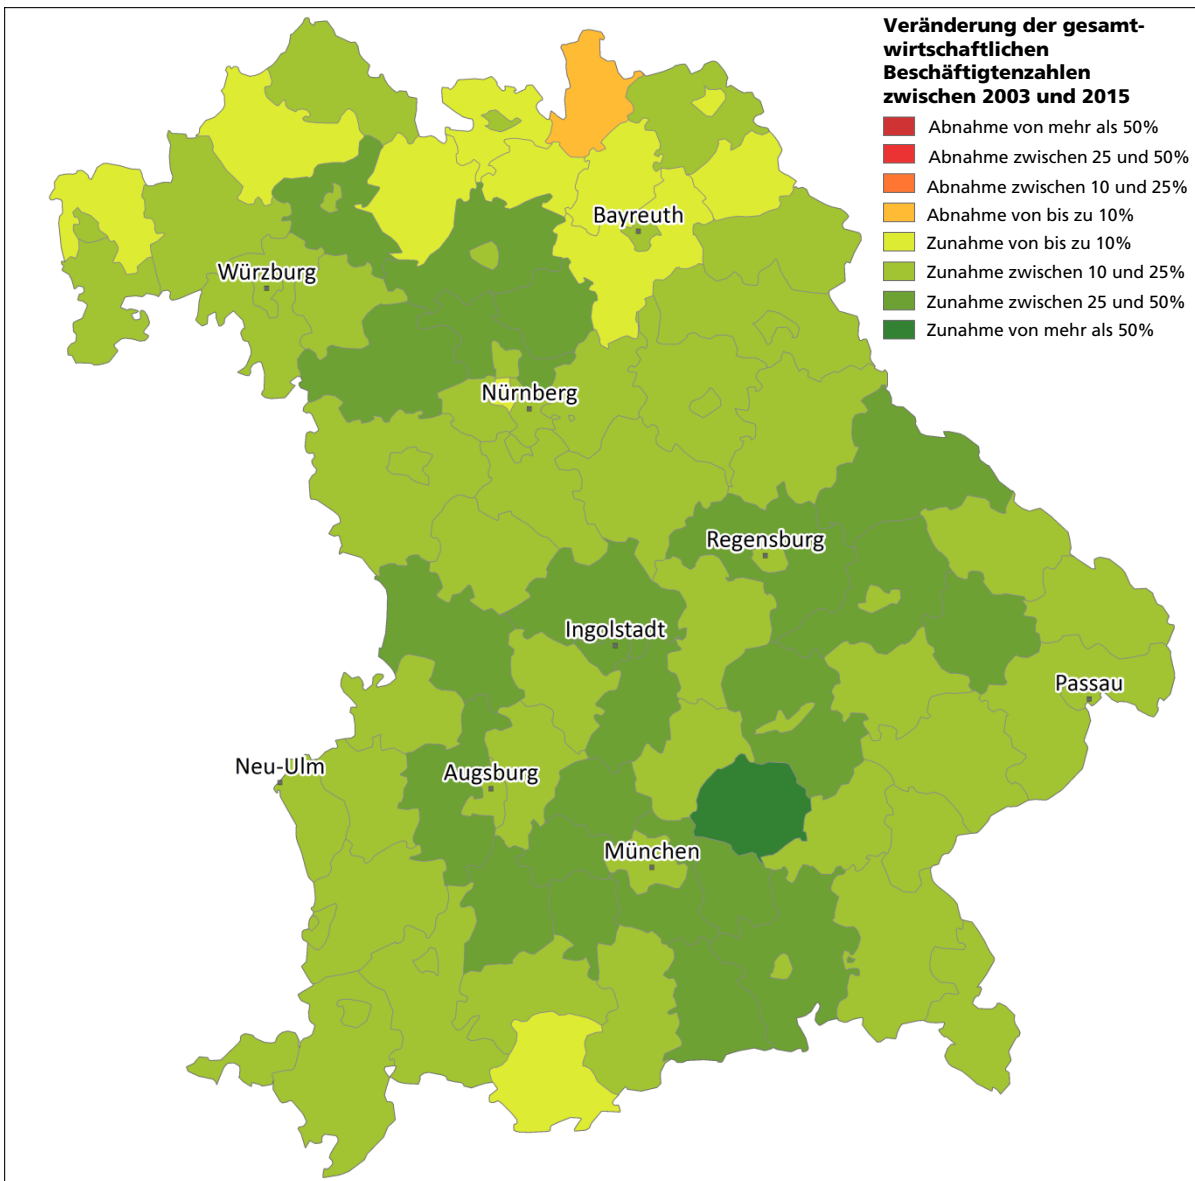 Veränderung der gesamt-
wirtschaftlichen
Beschäftigtenzahlen
zwischen 2003 und 2015
Abnahme von mehr als 50%
Abnahme zwischen 25 und 50%
Abnahme zwischen 10 und 25%
Abnahme von bis zu 10%
Zunahme von bis zu 10%
Zunahme zwischen 10 und 25%
Zunahme zwischen 25 und 50%
Zunahme von mehr als 50%
Bayreuth
Würzburg
Nürnberg
Regensburg
Ingolstadt
Passau
Neu-Ulm
Augsburg
München